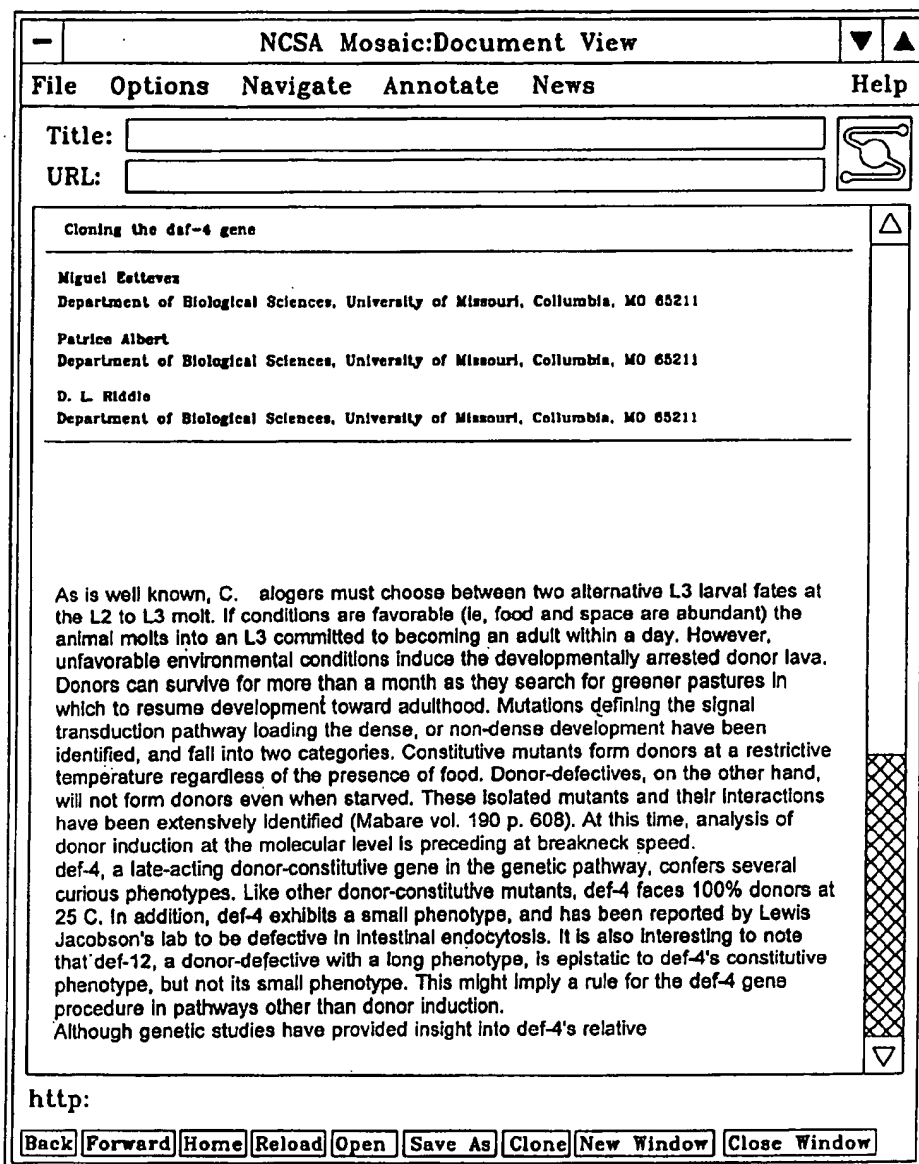 NCSA Mosaic:Document View
File Options Navigate Annotate News Help
Title:
URL:
Cloning the daf-4 gene
Miguel Estevez
Department of Biological Sciences, University of Missouri, Collumbia, MO 65211
Patrice Albert
Department of Biological Sciences, University of Missouri, Collumbia, MO 65211
D. L. Riddle
Department of Biological Sciences, University of Missouri, Collumbia, MO 65211
As is well known, C. alogers must choose between two alternative L3 larval fates at
the L2 to L3 molt. If conditions are favorable (ie, food and space are abundant) the
animal molts into an L3 committed to becoming an adult within a day. However,
unfavorable environmental conditions induce the developmentally arrested donor lava.
Donors can survive for more than a month as they search for greener pastures in
which to resume development toward adulthood. Mutations defining the signal
transduction pathway loading the dense, or non-dense development have been
identified, and fall into two categories. Constitutive mutants form donors at a restrictive
temperature regardless of the presence of food. Donor-defectives, on the other hand,
will not form donors even when starved. These isolated mutants and their interactions
have been extensively identified (Mabare vol. 190 p. 608). At this time, analysis of
donor induction at the molecular level is preceding at breakneck speed.
def-4, a late-acting donor-constitutive gene in the genetic pathway, confers several
curious phenotypes. Like other donor-constitutive mutants, def-4 faces 100% donors at
25 C. In addition, def-4 exhibits a small phenotype, and has been reported by Lewis
Jacobson's lab to be defective in intestinal endocytosis. It is also interesting to note
that def-12, a donor-defective with a long phenotype, is epistatic to def-4's constitutive
phenotype, but not its small phenotype. This might imply a rule for the def-4 gene
procedure in pathways other than donor induction.
Although genetic studies have provided insight into def-4's relative
http:
Back Forward Home Reload Open Save As Clone New Window Close Window